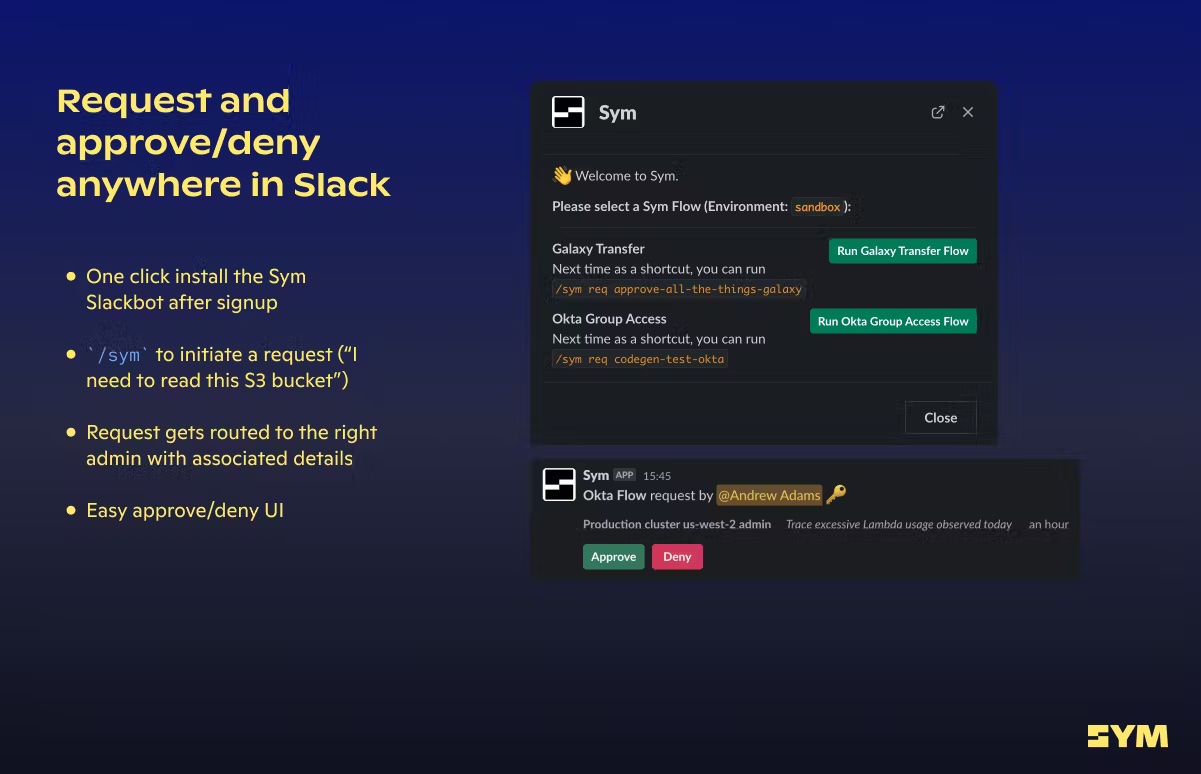 Request and
approve/deny
anywhere in Slack
• One click install the Sym
Slackbot after signup
• `/sym` to initiate a request (“I
need to read this S3 bucket”)
• Request gets routed to the right
admin with associated details
• Easy approve/deny UI
Sym
👋 Welcome to Sym.
Please select a Sym Flow (Environment: sandbox ):
Galaxy Transfer
Run Galaxy Transfer Flow
Next time as a shortcut, you can run
/sym req approve-all-the-things-galaxy
Okta Group Access
Run Okta Group Access Flow
Next time as a shortcut, you can run
/sym req codegen-test-okta
Close
Sym APP 15:45
Okta Flow request by @Andrew Adams 🔑
Production cluster us-west-2 admin Trace excessive Lambda usage observed today an hour
Approve Deny
SYM